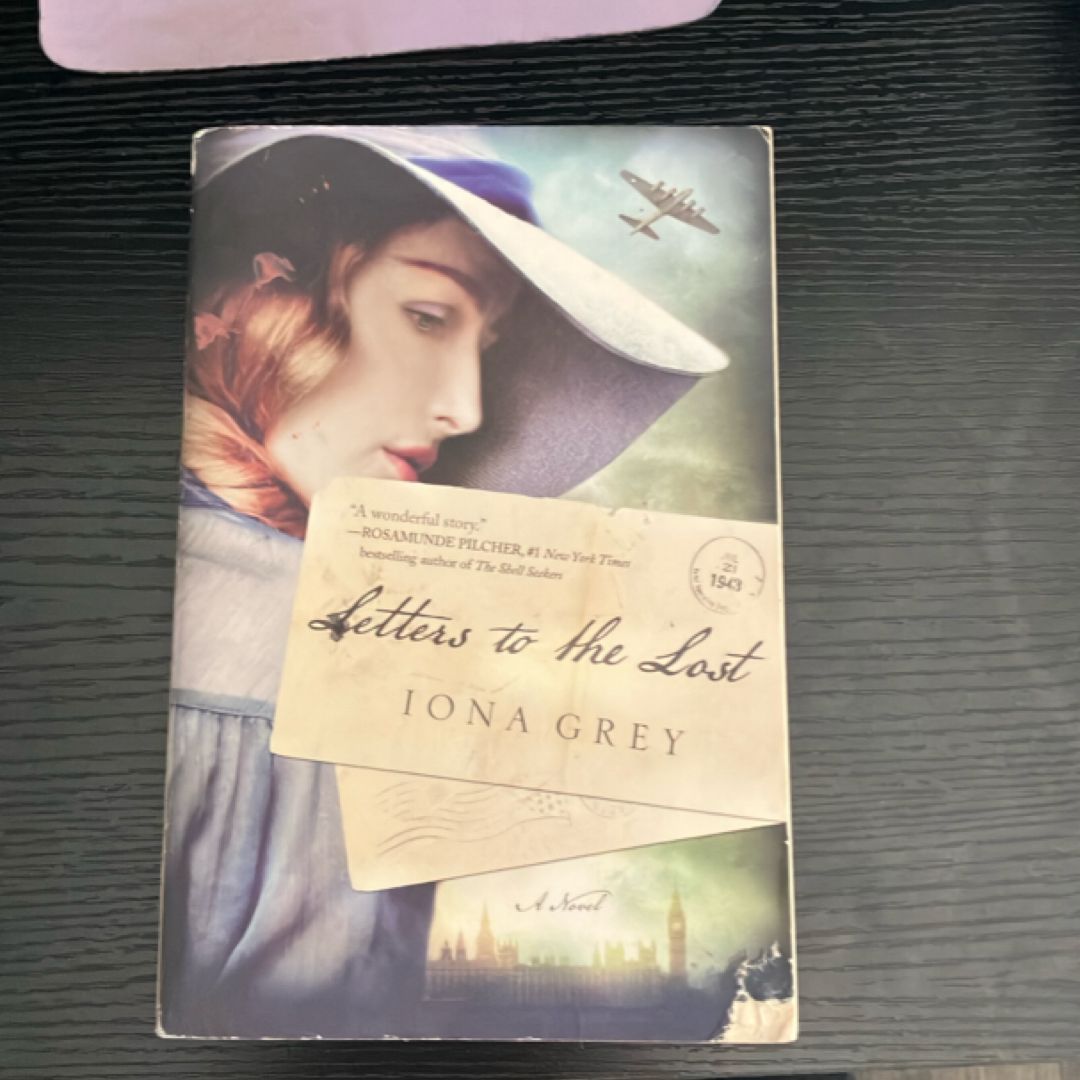 “A wonderful story.”
—ROSAMUNDE PILCHER, #1 New York Times
bestselling author of The Shell Seekers
21
1943
Letters to the Lost
IONA GREY
A Novel